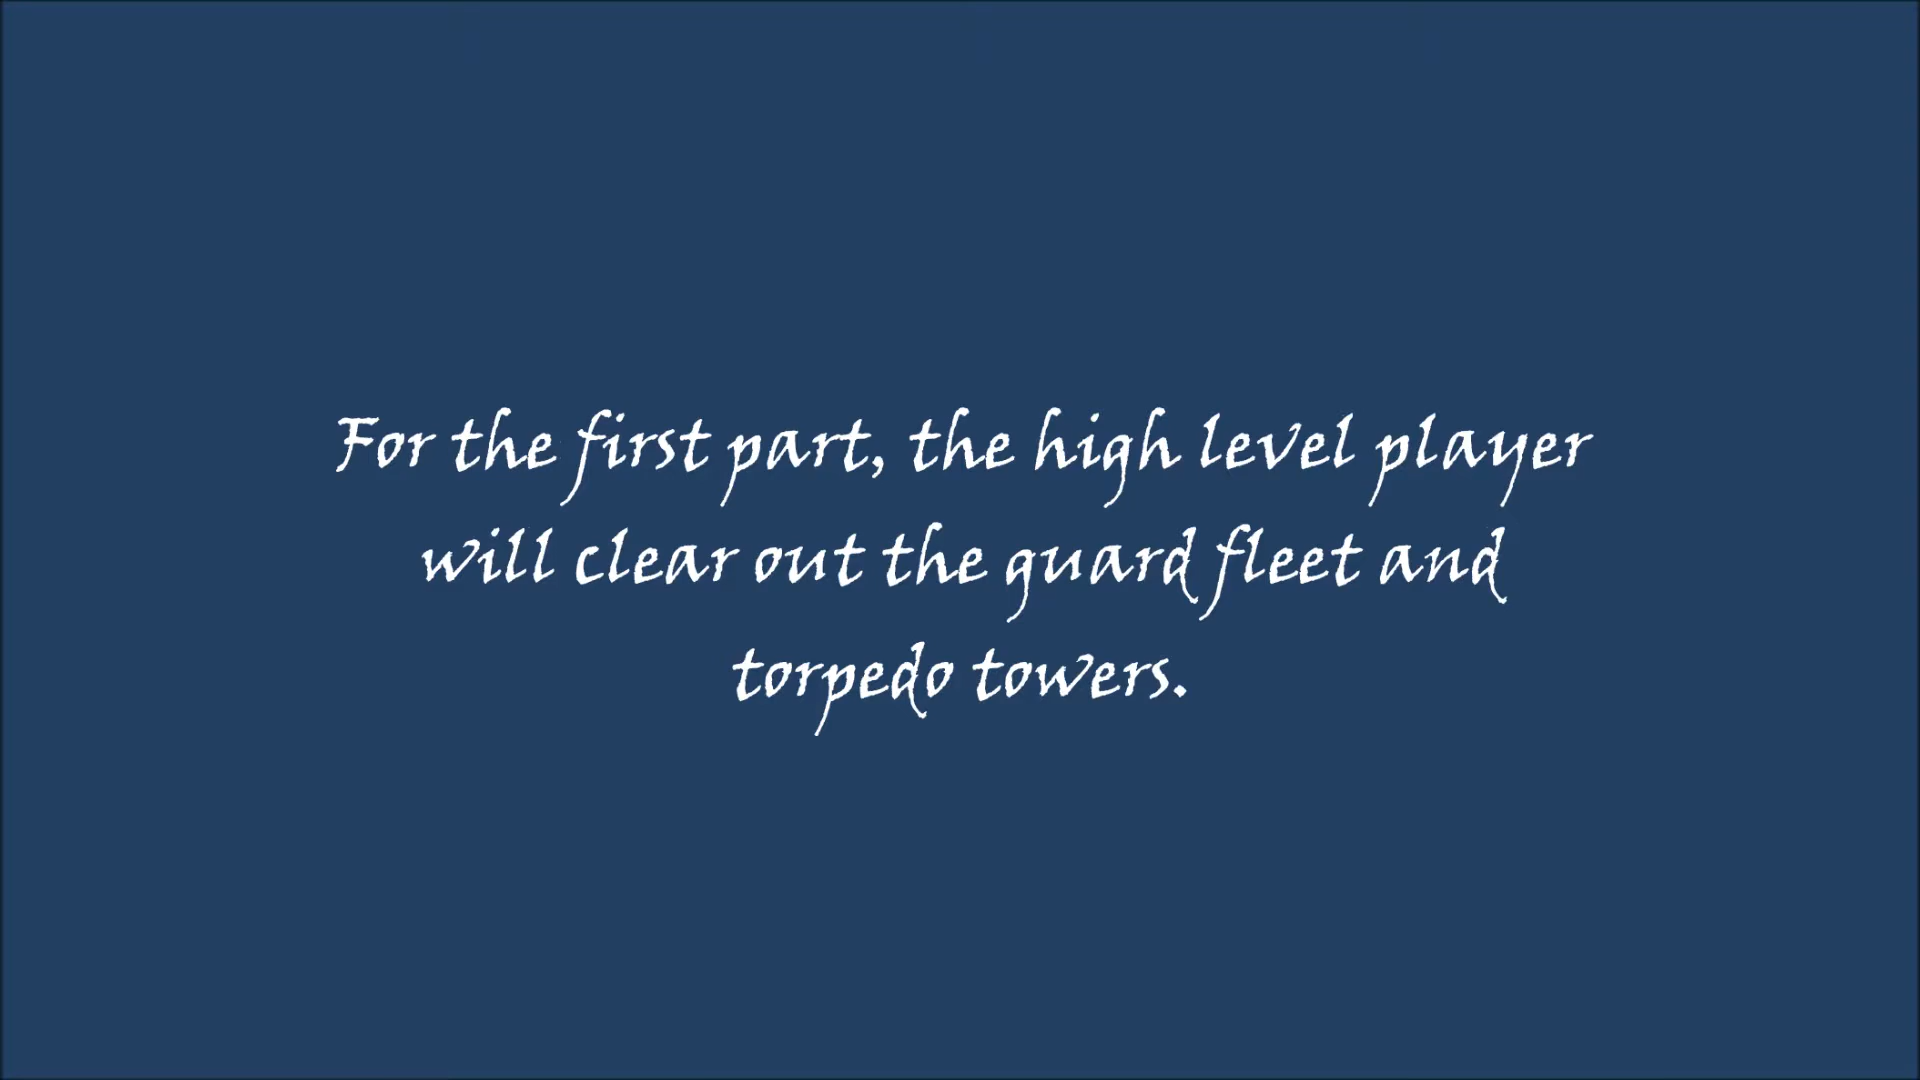 For the first part, the high level player
will clear out the guard fleet and
torpedo towers.